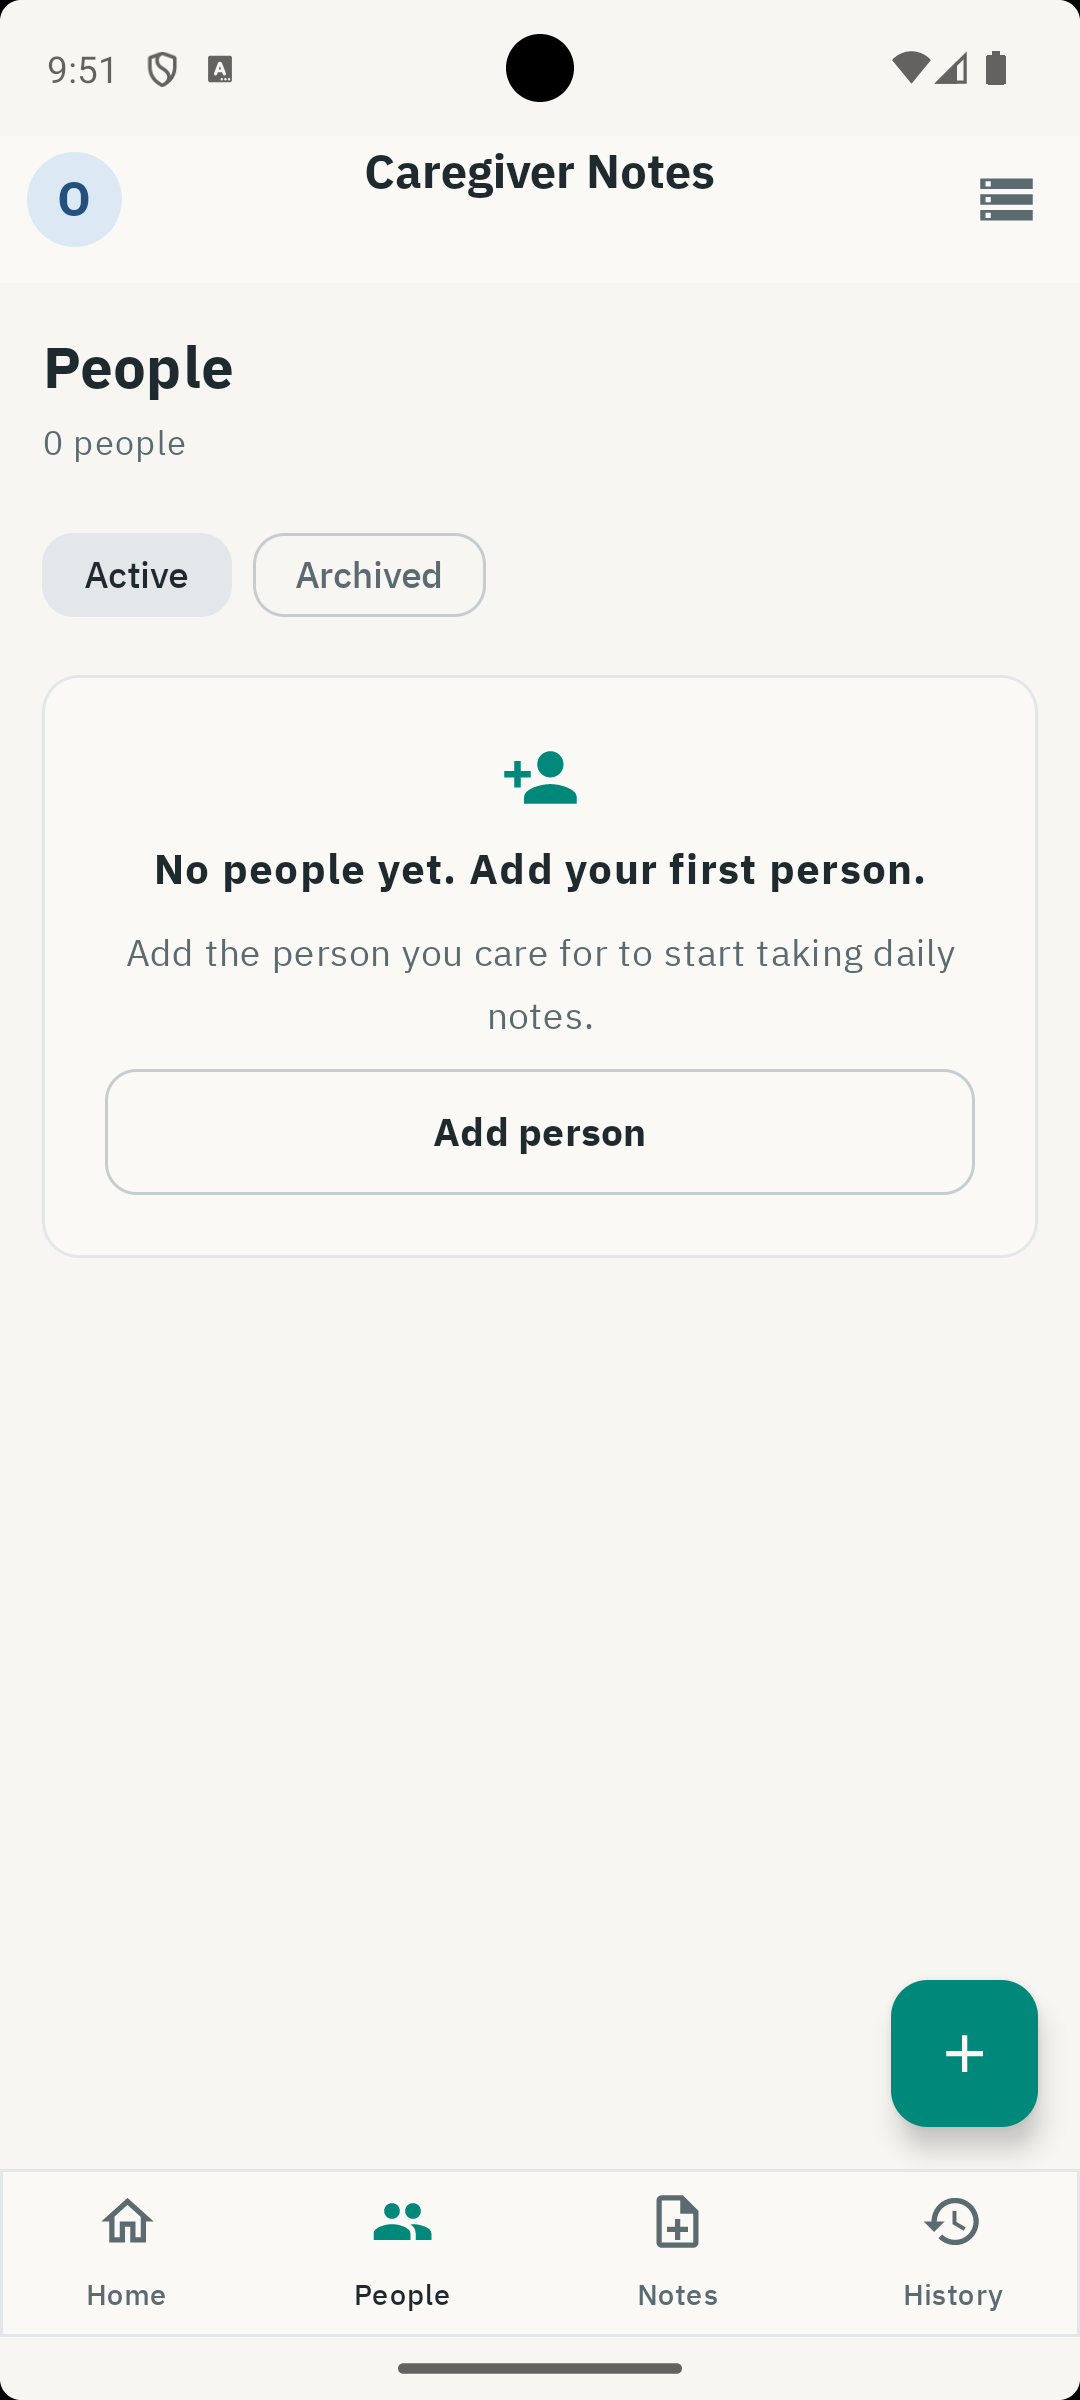 9:51
O
Caregiver Notes
People
0 people
Active
Archived
No people yet. Add your first person.
Add the person you care for to start taking daily
notes.
Add person
Home
People
Notes
History